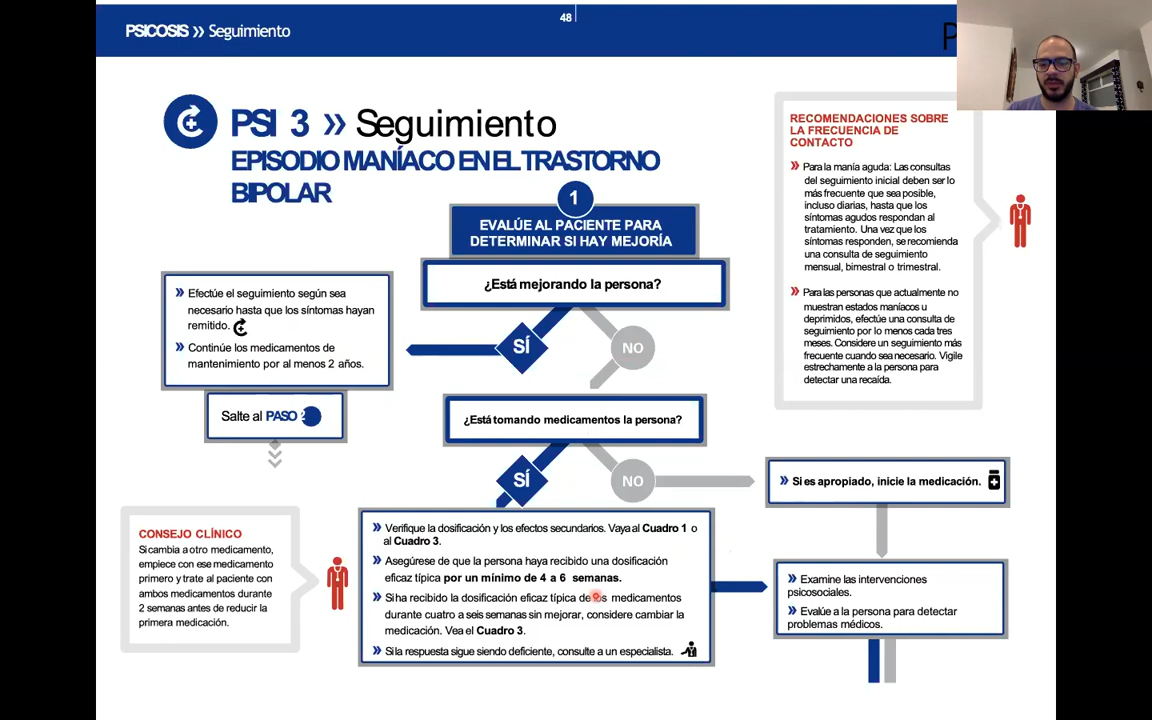 48
PSICOSIS » Seguimiento
PSI 3 » Seguimiento
EPISODIO MANÍACO EN EL TRASTORNO
BIPOLAR
1
EVALÚE AL PACIENTE PARA
DETERMINAR SI HAY MEJORÍA
¿Está mejorando la persona?
SÍ
NO
» Efectúe el seguimiento según sea
necesario hasta que los síntomas hayan
remitido.
» Continúe los medicamentos de
mantenimiento por al menos 2 años.
Salte al PASO 2
¿Está tomando medicamentos la persona?
SÍ
NO
» Si es apropiado, inicie la medicación.
» Verifique la dosificación y los efectos secundarios. Vaya al Cuadro 1 o
al Cuadro 3.
» Asegúrese de que la persona haya recibido una dosificación
eficaz típica por un mínimo de 4 a 6 semanas.
» Si ha recibido la dosificación eficaz típica de los medicamentos
durante cuatro a seis semanas sin mejorar, considere cambiar la
medicación. Vea el Cuadro 3.
» Si la respuesta sigue siendo deficiente, consulte a un especialista.
» Examine las intervenciones
psicosociales.
» Evalúe a la persona para detectar
problemas médicos.
CONSEJO CLÍNICO
Si cambia a otro medicamento,
empiece con ese medicamento
primero y trate al paciente con
ambos medicamentos durante
2 semanas antes de reducir la
primera medicación.
RECOMENDACIONES SOBRE
LA FRECUENCIA DE
CONTACTO
» Para la manía aguda: Las consultas
del seguimiento inicial deben ser lo
más frecuente que sea posible,
incluso diarias, hasta que los
síntomas agudos respondan al
tratamiento. Una vez que los
síntomas responden, se recomienda
una consulta de seguimiento
mensual, bimestral o trimestral.
» Para las personas que actualmente no
muestran estados maníacos u
deprimidos, efectúe una consulta de
seguimiento por lo menos cada tres
meses. Considere un seguimiento más
frecuente cuando sea necesario. Vigile
estrechamente a la persona para
detectar una recaída.